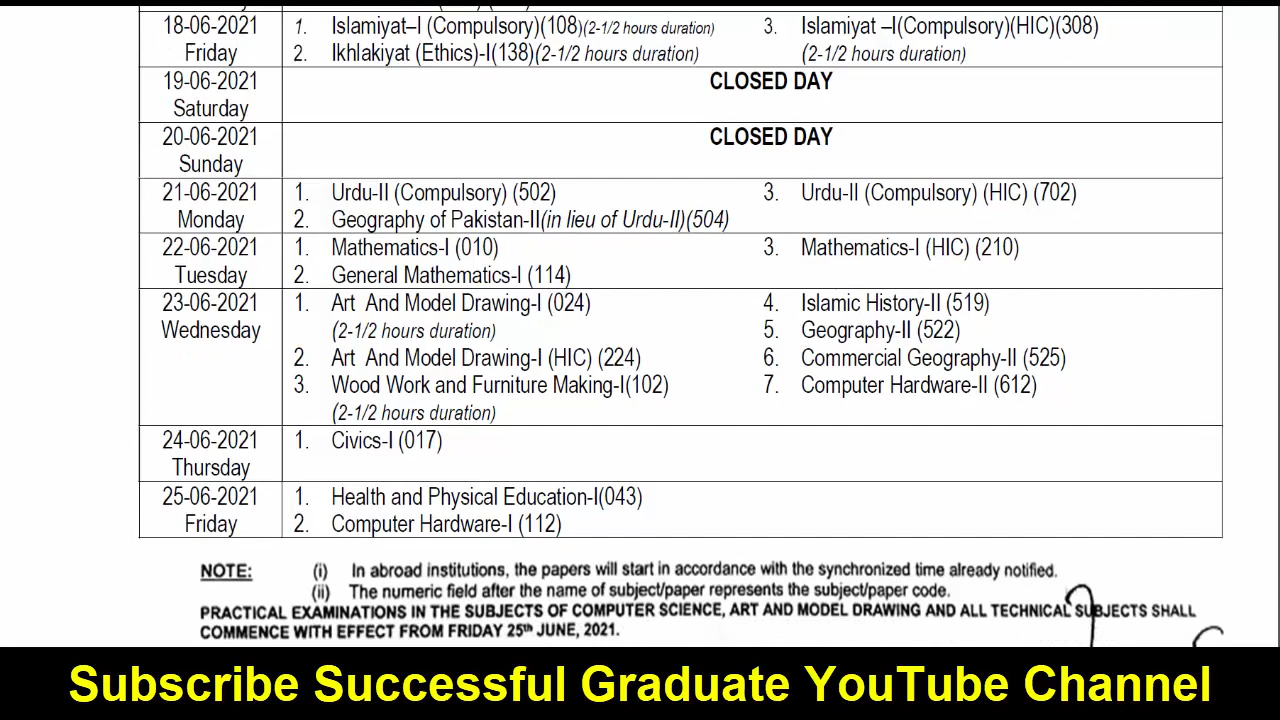 18-06-2021
Friday
1. Islamiyat–I (Compulsory)(108)(2-1/2 hours duration)
2. Ikhlakiyat (Ethics)-I(138)(2-1/2 hours duration)
3. Islamiyat –I(Compulsory)(HIC)(308)
(2-1/2 hours duration)
19-06-2021
Saturday
CLOSED DAY
20-06-2021
Sunday
CLOSED DAY
21-06-2021
Monday
1. Urdu-II (Compulsory) (502)
2. Geography of Pakistan-II(in lieu of Urdu-II)(504)
3. Urdu-II (Compulsory) (HIC) (702)
22-06-2021
Tuesday
1. Mathematics-I (010)
2. General Mathematics-I (114)
3. Mathematics-I (HIC) (210)
23-06-2021
Wednesday
1. Art And Model Drawing-I (024)
(2-1/2 hours duration)
2. Art And Model Drawing-I (HIC) (224)
3. Wood Work and Furniture Making-I(102)
(2-1/2 hours duration)
4. Islamic History-II (519)
5. Geography-II (522)
6. Commercial Geography-II (525)
7. Computer Hardware-II (612)
24-06-2021
Thursday
1. Civics-I (017)
25-06-2021
Friday
1. Health and Physical Education-I(043)
2. Computer Hardware-I (112)
NOTE: (i) In abroad institutions, the papers will start in accordance with the synchronized time already notified.
(ii) The numeric field after the name of subject/paper represents the subject/paper code.
PRACTICAL EXAMINATIONS IN THE SUBJECTS OF COMPUTER SCIENCE, ART AND MODEL DRAWING AND ALL TECHNICAL SUBJECTS SHALL
COMMENCE WITH EFFECT FROM FRIDAY 25th JUNE, 2021.
Subscribe Successful Graduate YouTube Channel